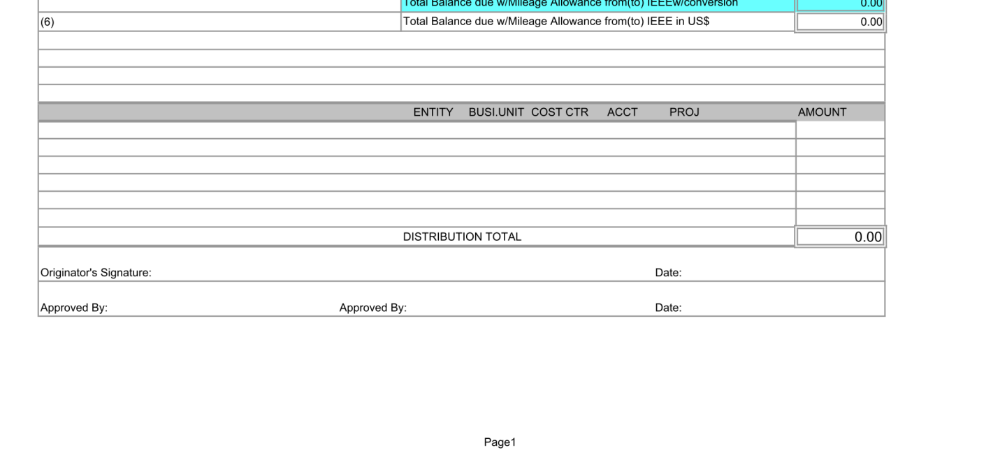 Total Balance due w/Mileage Allowance from(to) IEEEw/conversion 0.00
(6) Total Balance due w/Mileage Allowance from(to) IEEE in US$ 0.00
ENTITY BUSI.UNIT COST CTR ACCT PROJ AMOUNT
DISTRIBUTION TOTAL 0.00
Originator's Signature: Date:
Approved By: Approved By: Date:
Page1